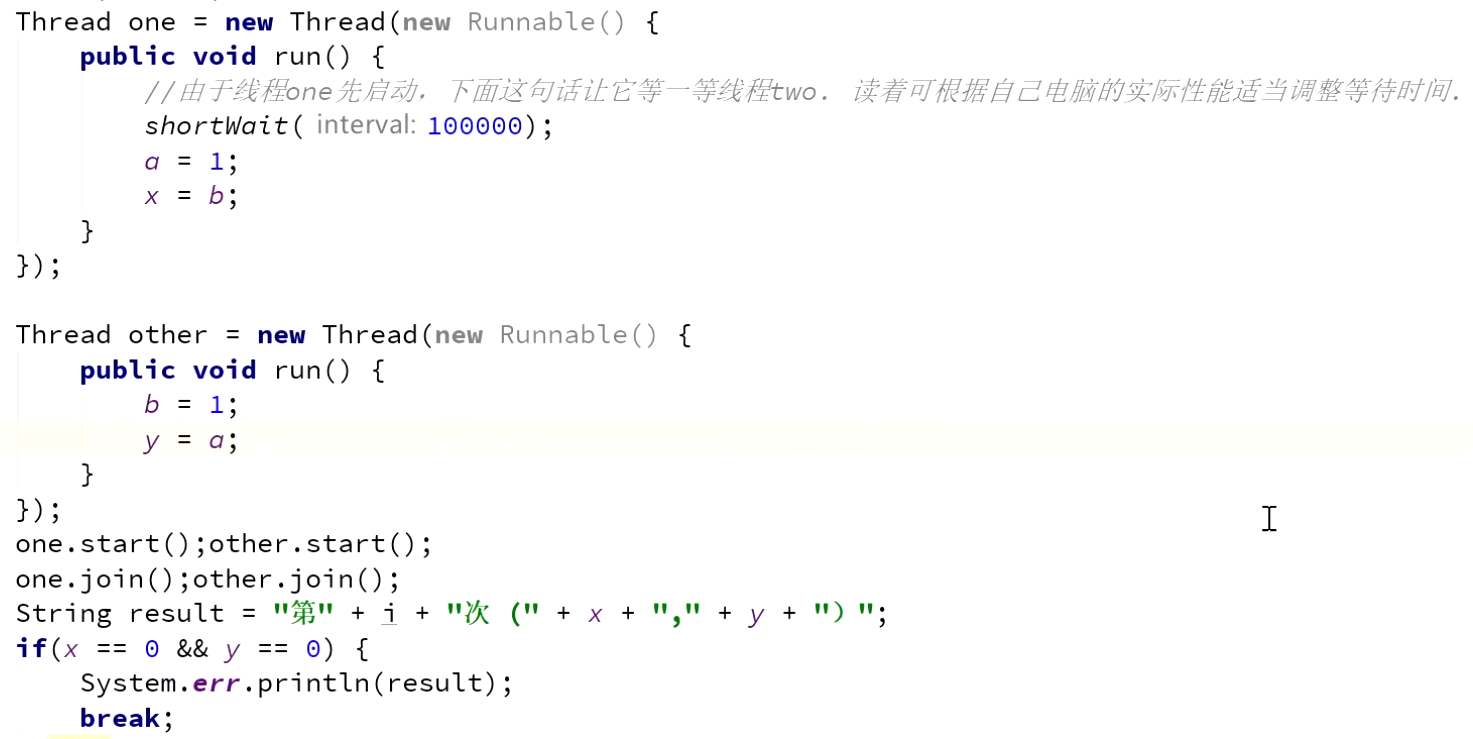 Thread one = new Thread(new Runnable() {
    public void run() {
        //由于线程one先启动，下面这句话让它等一等线程two. 读着可根据自己电脑的实际性能适当调整等待时间.
        shortWait( interval: 100000);
        a = 1;
        x = b;
    }
});

Thread other = new Thread(new Runnable() {
    public void run() {
        b = 1;
        y = a;
    }
});
one.start();other.start();
one.join();other.join();
String result = "第" + i + "次 (" + x + "," + y + "）";
if(x == 0 && y == 0) {
    System.err.println(result);
    break;